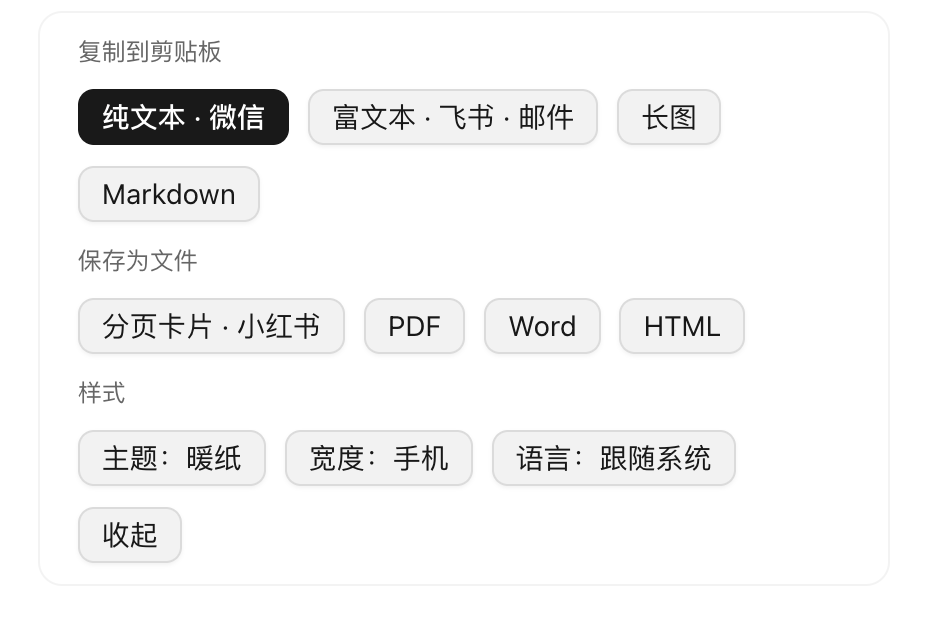 复制到剪贴板
纯文本 · 微信 富文本 · 飞书 · 邮件 长图
Markdown
保存为文件
分页卡片 · 小红书 PDF Word HTML
样式
主题：暖纸 宽度：手机 语言：跟随系统
收起